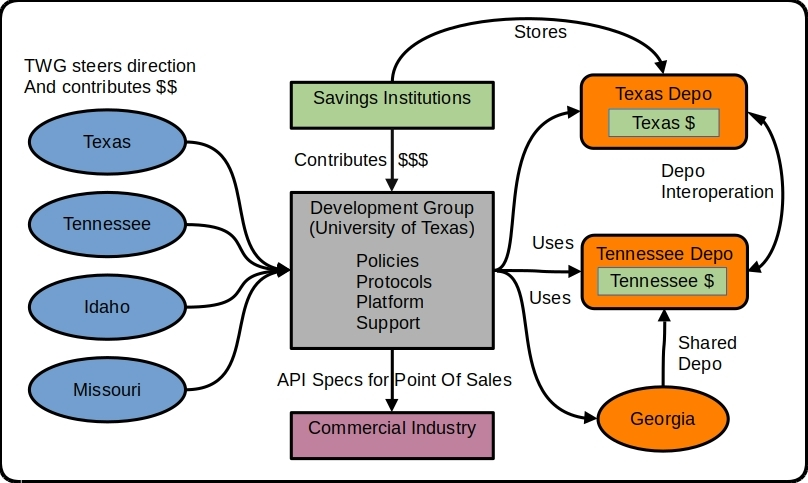 Stores
TWG steers direction
And contributes $$
Savings Institutions
Texas Depo
Texas $
Texas
Contributes $$$
Depo
Interoperation
Development Group
(University of Texas)
Policies
Protocols
Platform
Support
Tennessee
Uses
Tennessee Depo
Tennessee $
Uses
Idaho
Shared
Depo
Missouri
API Specs for Point Of Sales
Commercial Industry
Georgia